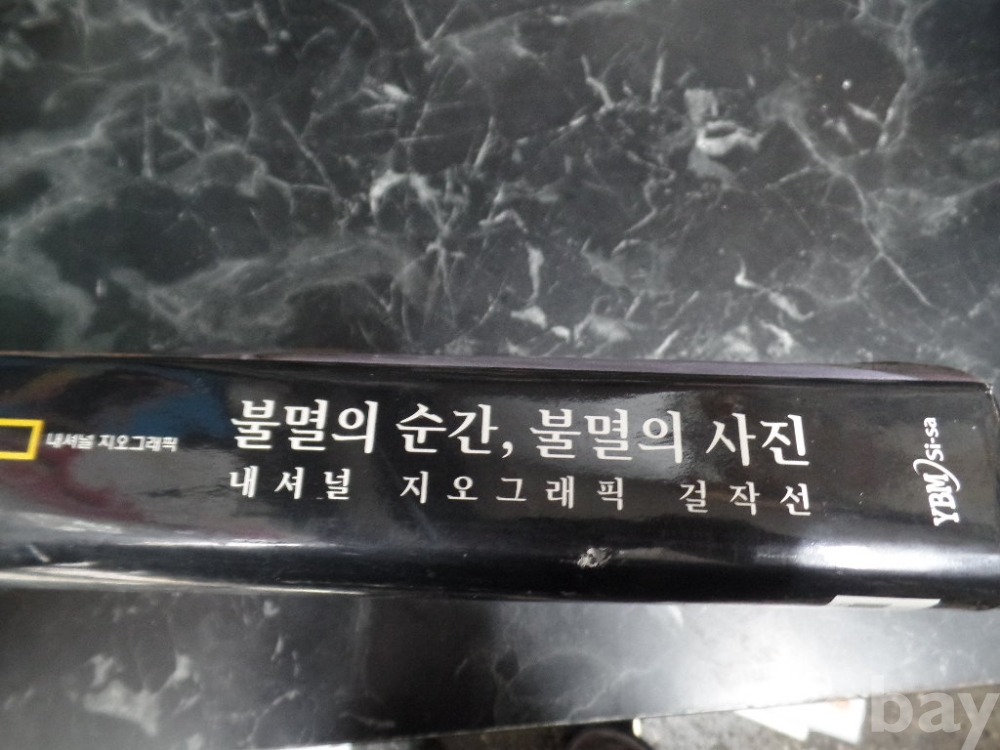 내셔널 지오그래픽
불멸의 순간, 불멸의 사진
내셔널 지오그래픽 걸작선
YBM si-sa
bay